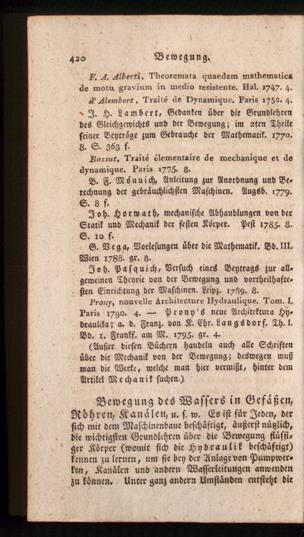 420 Bewegung.
F. A. Alberti, Theoremata quaedam mathematica
de motu gravium in medio resistente. Hal. 1747. 4.
d'Alembert, Traité de Dynamique. Paris 1752. 4.
J. H. Lambert, Gedanken über die Grundlehren
des Gleichgewichts und der Bewegung; im 2ten Theile
seiner Beyträge zum Gebrauche der Mathematik. 1770.
8. S. 363 f.
Bossut, Traité élementaire de mechanique et de
dynamique. Paris 1775. 8.
B. F. Mönnich, Anleitung zur Anordnung und Be-
rechnung der gebräuchlichsten Maschinen. Augsb. 1779.
S. 8 f.
Joh. Horwath, mechanische Abhandlungen von der
Statik und Mechanik der festen Körper. Pest 1785. 8.
S. 10 f.
G. Vega, Vorlesungen über die Mathematik. Bd. III.
Wien 1788. gr. 8.
Joh. Pasquich, Versuch eines Beytrags zur all-
gemeinen Theorie von der Bewegung und vortheilhafte-
sten Einrichtung der Maschinen. Leipz. 1789. 8.
Prony, nouvelle Architecture Hydraulique. Tom. I.
Paris 1790. 4. — Prony's neue Architektura Hy-
draulika; a. d. Franz. von K. Chr. Langsdorf. Th. I.
Bd. 1. Frankf. am M. 1795. gr. 4.
(Außer diesen Büchern handeln auch alle Schriften
über die Mechanik von der Bewegung; deswegen muß
man die Werke, welche man hier vermißt, hinter dem
Artikel Mechanik suchen.)
Bewegung des Wassers in Gefäßen,
Röhren, Kanälen, u. s. w. Es ist für Jeden, der
sich mit dem Maschinenbaue beschäftigt, äußerst nützlich,
die wichtigsten Grundlehren über die Bewegung flüssi-
ger Körper (womit sich die Hydraulik beschäftigt)
kennen zu lernen, um sie bey der Anlage von Pumpwer-
ken, Kanälen und andern Wasserleitungen anwenden
zu können. Unter ganz andern Umständen entsteht die